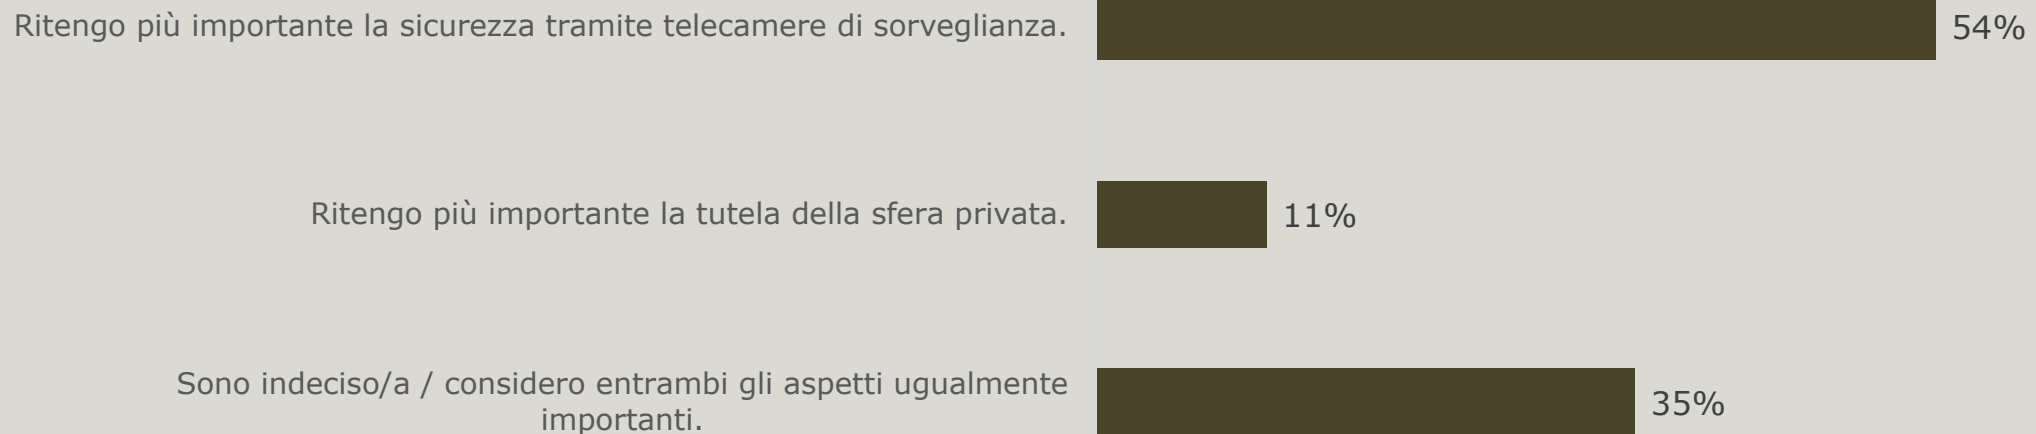 Ritengo più importante la sicurezza tramite telecamere di sorveglianza.
54%
Ritengo più importante la tutela della sfera privata.
11%
Sono indeciso/a / considero entrambi gli aspetti ugualmente
importanti.
35%